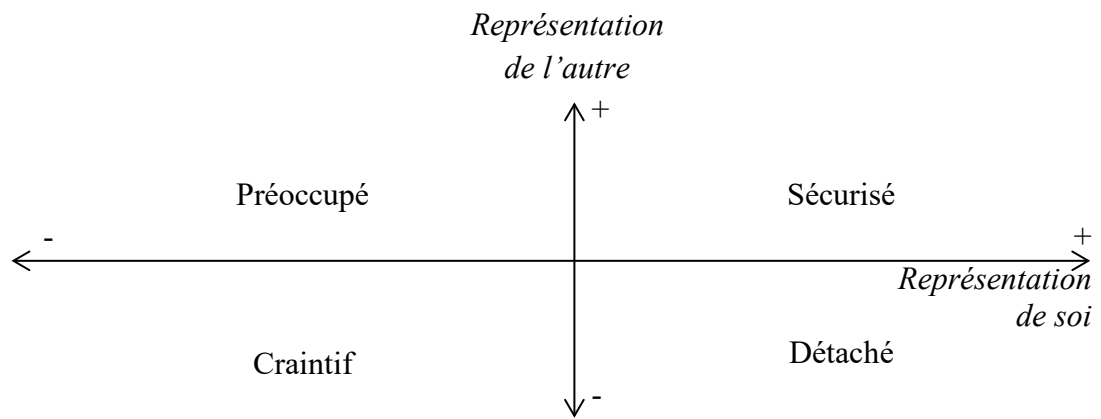 Représentation
de l’autre
+
Préoccupé
Sécurisé
-
+
Représentation
de soi
Craintif
Détaché
-